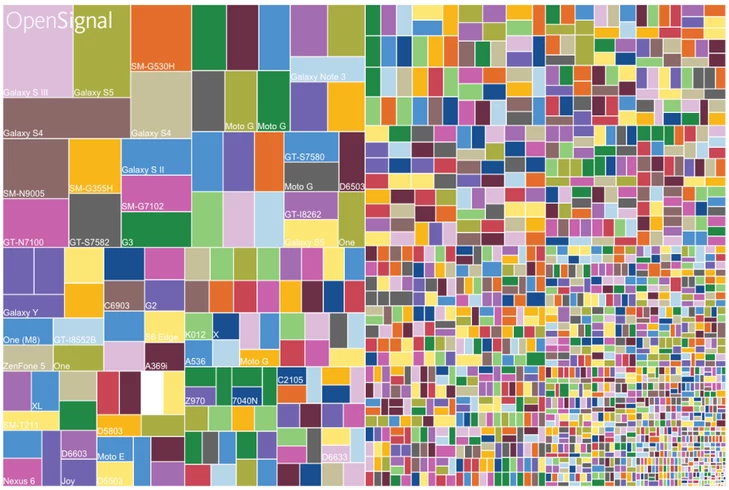 OpenSignal
Galaxy S III
Galaxy S5
SM-G530H
Galaxy Note 3
Galaxy S4
Galaxy S4
Moto G
Moto G
SM-N9005
SM-G355H
Galaxy S II
SM-G7102
GT-S7580
Moto G
D6503
GT-I8262
GT-N7100
GT-S7582
G3
Galaxy S5
One
Galaxy Y
C6903
G2
One (M8)
GT-I8552B
S6 Edge
K012
X
ZenFone 5
One
A369i
A536
Moto G
XL
Z970
7040N
C2105
SM-T211
D5803
D6603
Moto E
D6633
Nexus 6
Joy
D5503